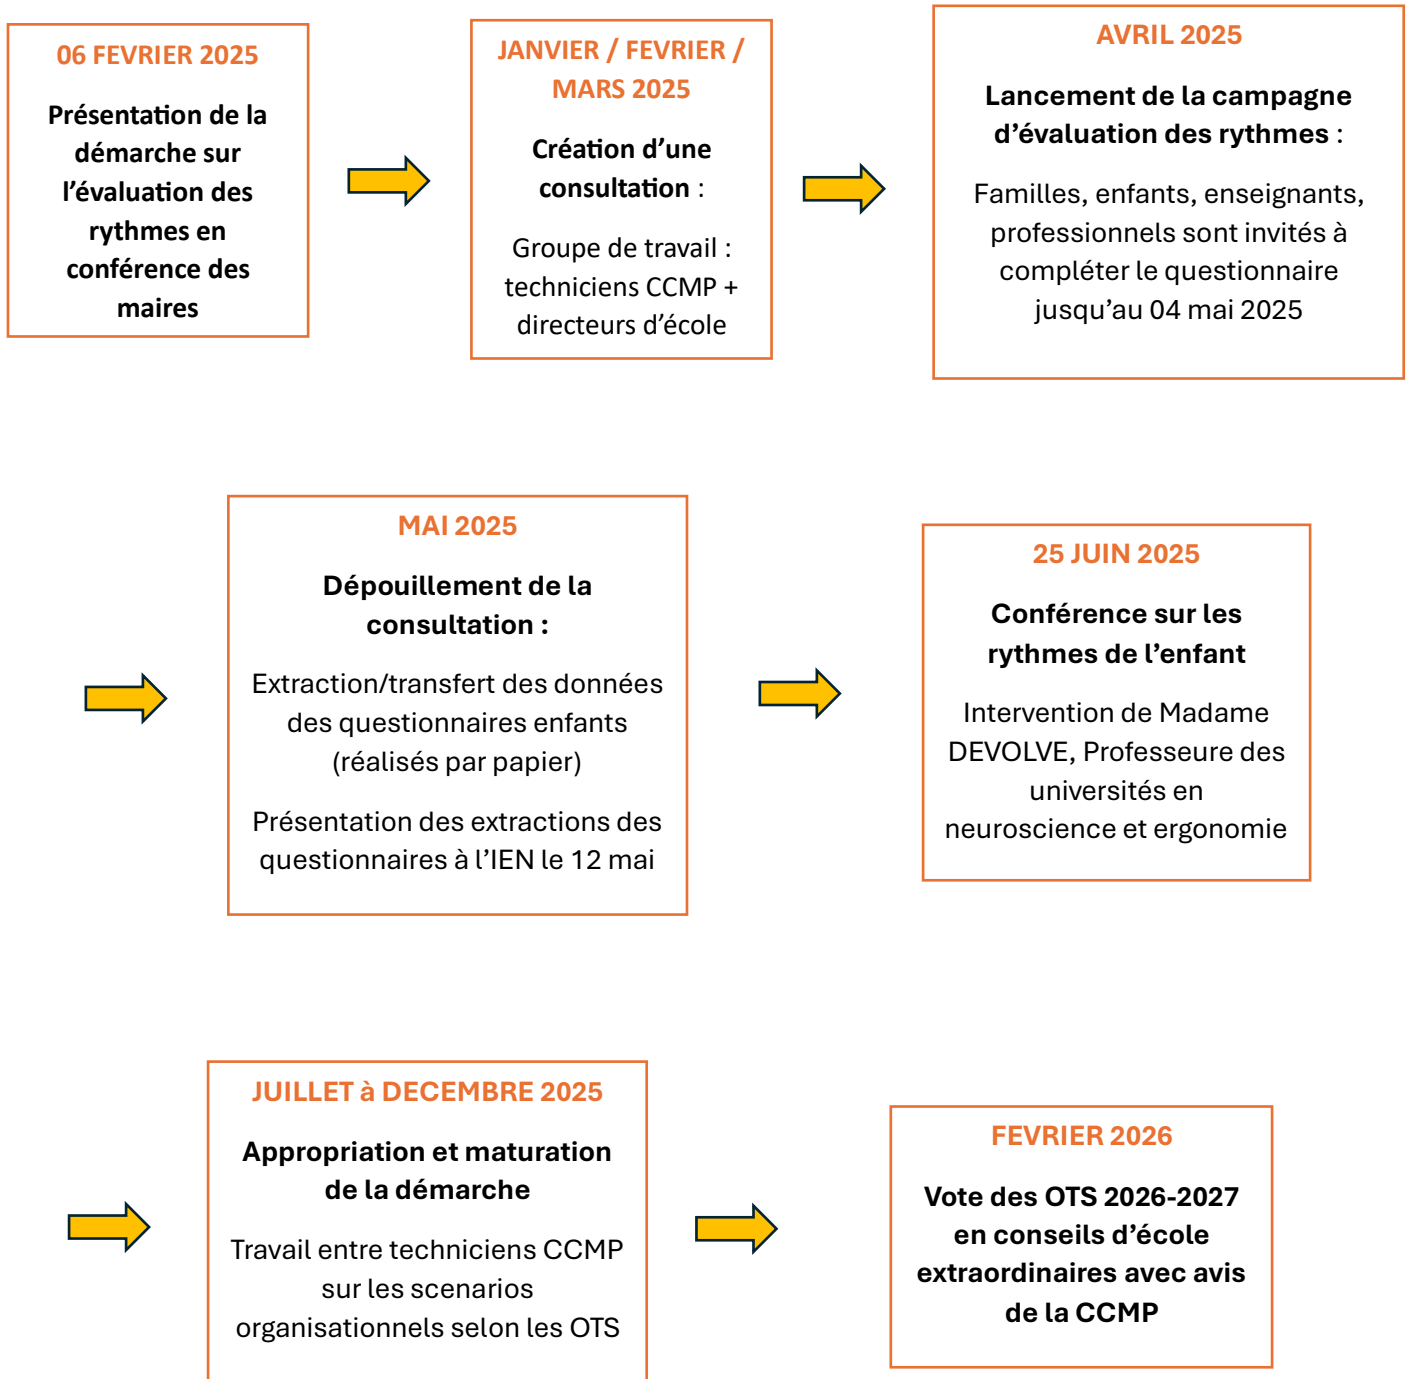 06 FEVRIER 2025
Présentation de la
démarche sur
l’évaluation des
rythmes en
conférence des
maires
JANVIER / FEVRIER /
MARS 2025
Création d’une
consultation :
Groupe de travail :
techniciens CCMP +
directeurs d’école
AVRIL 2025
Lancement de la campagne
d’évaluation des rythmes :
Familles, enfants, enseignants,
professionnels sont invités à
compléter le questionnaire
jusqu’au 04 mai 2025
MAI 2025
Dépouillement de la
consultation :
Extraction/transfert des données
des questionnaires enfants
(réalisés par papier)
Présentation des extractions des
questionnaires à l’IEN le 12 mai
25 JUIN 2025
Conférence sur les
rythmes de l’enfant
Intervention de Madame
DEVOLVE, Professeure des
universités en
neuroscience et ergonomie
JUILLET à DECEMBRE 2025
Appropriation et maturation
de la démarche
Travail entre techniciens CCMP
sur les scenarios
organisationnels selon les OTS
FEVRIER 2026
Vote des OTS 2026-2027
en conseils d’école
extraordinaires avec avis
de la CCMP